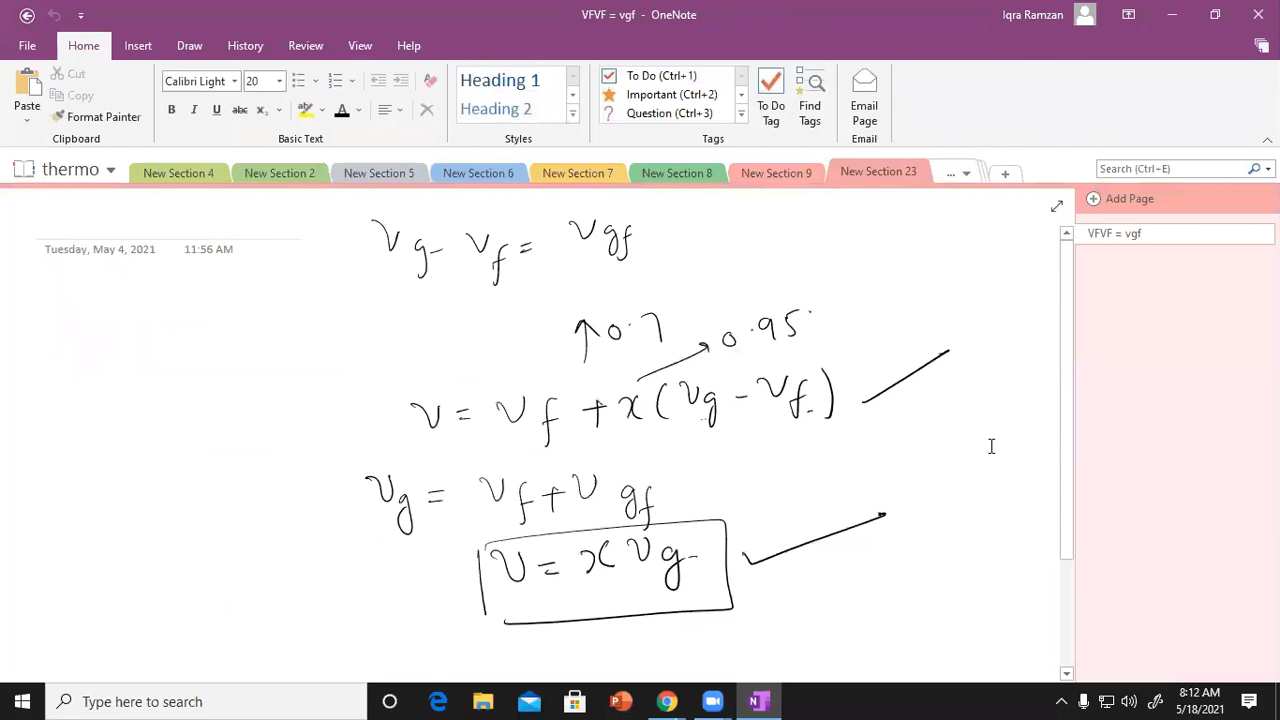 VFVF = vgf - OneNote
Iqra Ramzan
File Home Insert Draw History Review View Help
Paste
Cut
Copy
Format Painter
Clipboard
Calibri Light 20
B I U abc A
Basic Text
Heading 1
Heading 2
Styles
To Do (Ctrl+1)
Important (Ctrl+2)
Question (Ctrl+3)
To Do Tag
Find Tags
Tags
Email Page
Email
thermo
New Section 4 New Section 2 New Section 5 New Section 6 New Section 7 New Section 8 New Section 9 New Section 23 ...
Search (Ctrl+E)
Add Page
VFVF = vgf
Tuesday, May 4, 2021 11:56 AM
Vg - Vf = Vgf
↑0.7
0.95
V = Vf + x(Vg - Vf)
Vg = Vf + V gf
V = x Vg
Type here to search
8:12 AM
5/18/2021